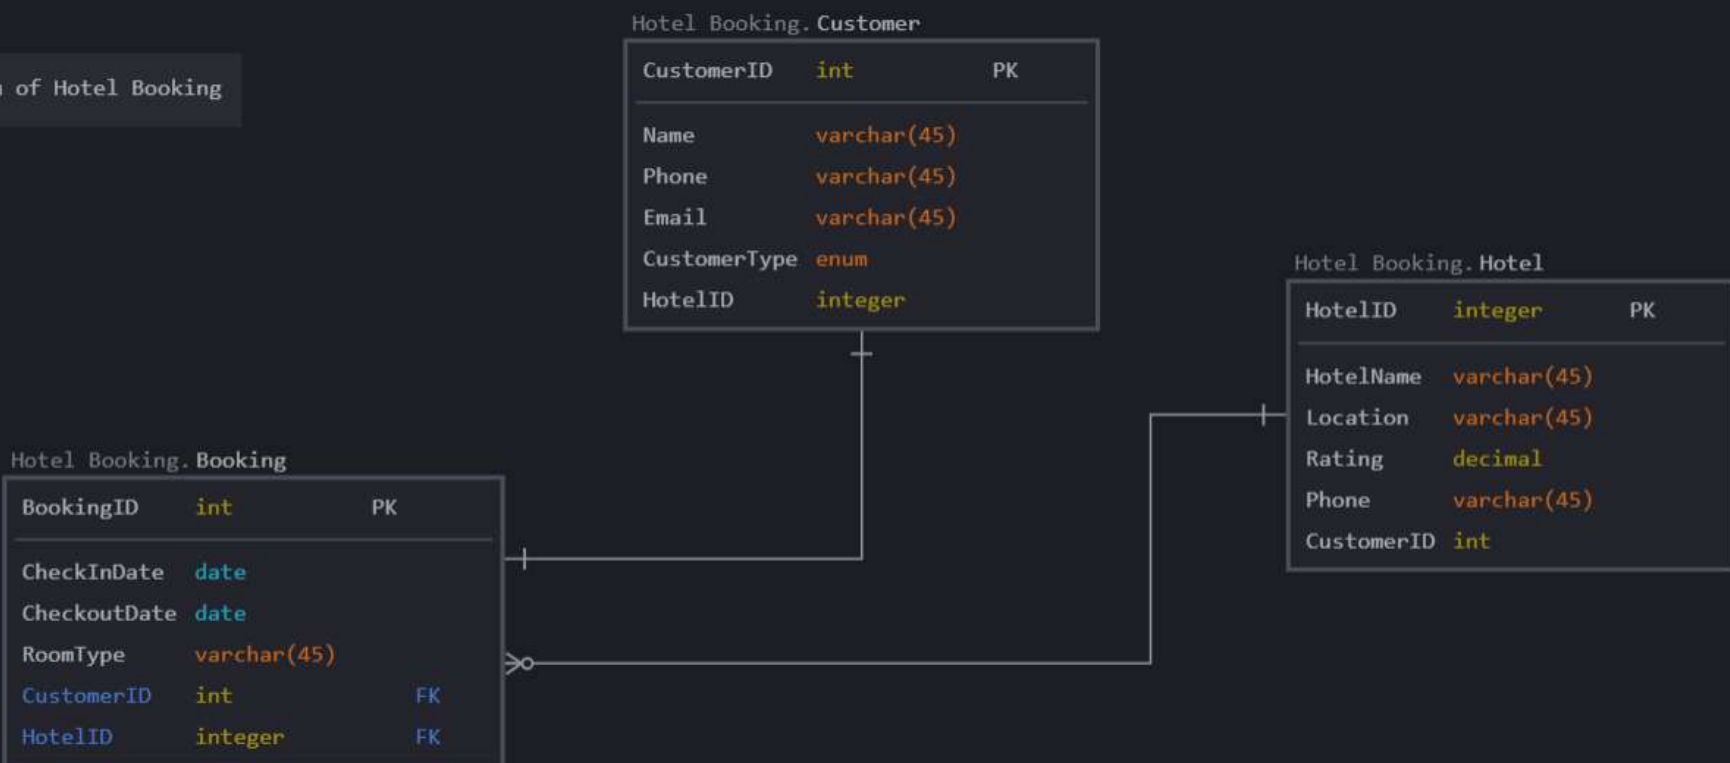 of Hotel Booking
Hotel Booking.Customer
CustomerID int PK
Name varchar(45)
Phone varchar(45)
Email varchar(45)
CustomerType enum
HotelID integer
Hotel Booking.Hotel
HotelID integer PK
HotelName varchar(45)
Location varchar(45)
Rating decimal
Phone varchar(45)
CustomerID int
Hotel Booking.Booking
BookingID int PK
CheckInDate date
CheckoutDate date
RoomType varchar(45)
CustomerID int FK
HotelID integer FK